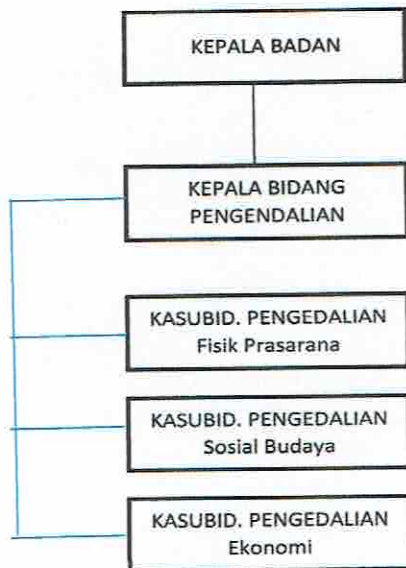 KEPALA BADAN
KEPALA BIDANG
PENGENDALIAN
KASUBID. PENGEDALIAN
Fisik Prasarana
KASUBID. PENGEDALIAN
Sosial Budaya
KASUBID. PENGEDALIAN
Ekonomi